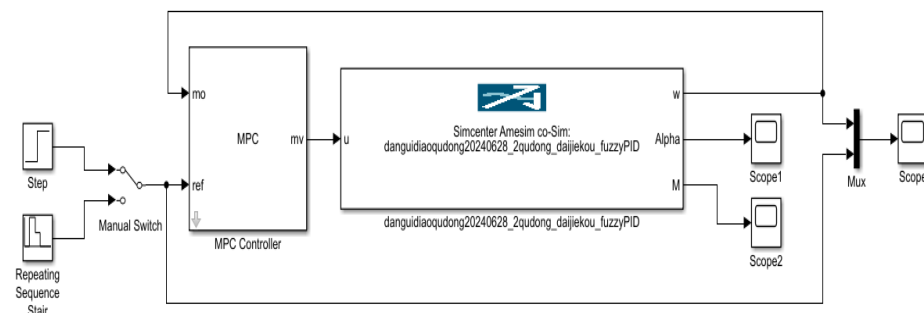 mo
MPC
mv
ref
MPC Controller
Step
Manual Switch
Repeating
Sequence
Stair
u
Simcenter Amesim co-Sim:
danguidiaoqudong20240628_2qudong_daijiekou_fuzzyPID
w
Alpha
M
danguidiaoqudong20240628_2qudong_daijiekou_fuzzyPID
Scope1
Scope2
Mux
Scope